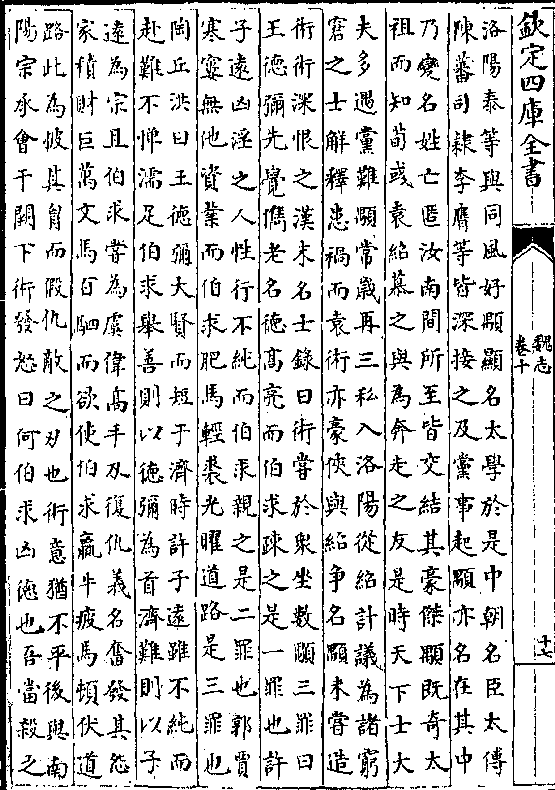 欽定四庫全書
魏志
卷十
十七
洛陽泰等與同風好顒顯名太學於是中朝名臣太傅
陳蕃司隸李膺等皆深接之及黨事起顒亦名在其中
乃變名姓亡匿汝南間所至皆交結其豪傑顒既奇太
祖而知荀彧袁紹慕之與為奔走之友是時天下士大
夫多遇黨難顒常歲再三私入洛陽從紹計議為諸窮
窘之士解釋患禍而袁術亦豪俠與紹争名顒未嘗造
術術深恨之漢末名士錄曰術嘗於衆坐數顒三罪曰
王德彌先覺儁老名德髙亮而伯求疎之是一罪也許
子遠凶淫之人性行不純而伯求親之是二罪也郭賈
寒窶無他資業而伯求肥馬輕裘光曜道路是三罪也
陶丘洪曰王德彌大賢而短于濟時許子遠雖不純而
赴難不憚濡足伯求舉善則以德彌為首濟難則以子
遠為宗且伯求嘗為虞偉髙手刄復仇義名奮發其怨
家積財巨萬文馬百駟而欲使伯求羸牛疲馬頓伏道
路此為披其胷而假仇敵之刄也術意猶不平後與南
陽宗承會于闕下術發怒曰何伯求凶德也吾當殺之